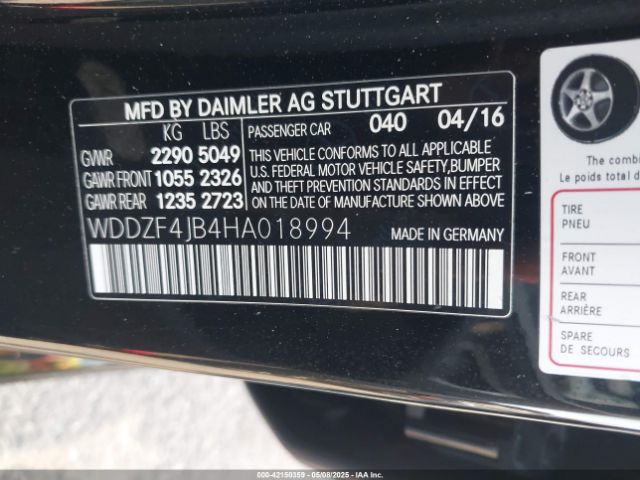 MFD BY DAIMLER AG STUTTGART
KG LBS
GVWR 2290 5049
GAWR FRONT 1055 2326
GAWR REAR 1235 2723
PASSENGER CAR 040 04/16
THIS VEHICLE CONFORMS TO ALL APPLICABLE
U.S. FEDERAL MOTOR VEHICLE SAFETY,BUMPER
AND THEFT PREVENTION STANDARDS IN EFFECT
ON THE DATE OF MANUFACTURE SHOWN ABOVE
WDDZF4JB4HA018994
MADE IN GERMANY
The comb
Le poids total d
TIRE
PNEU
FRONT
AVANT
REAR
ARRIÈRE
SPARE
DE SECOURS
000-42150359 - 05/08/2025 - IAAI.COM